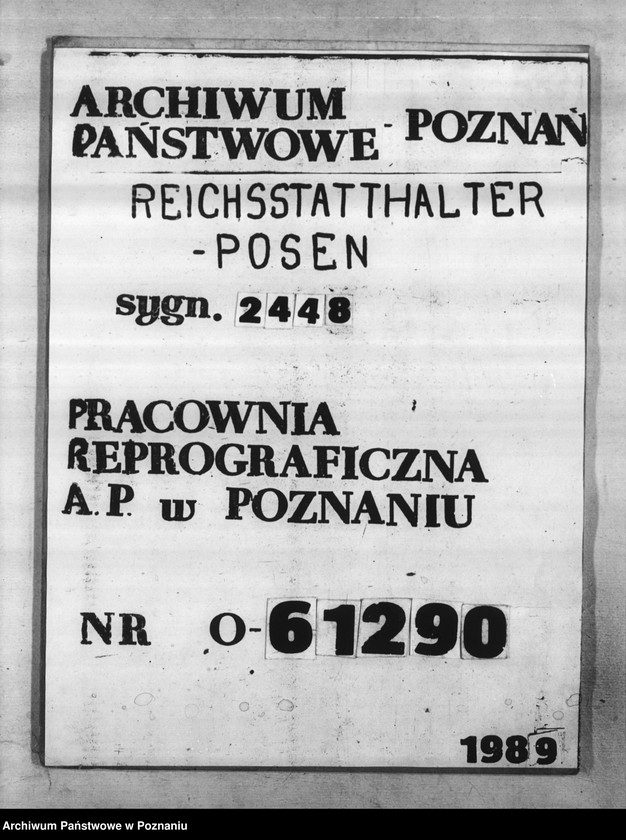 ARCHIWUM
PAŃSTWOWE - POZNAŃ
REICHSSTATTHALTER
-POSEN
sygn. 2448
PRACOWNIA
REPROGRAFICZNA
A.P. w POZNANIU
NR O-61290
1989
Archiwum Państwowe w Poznaniu